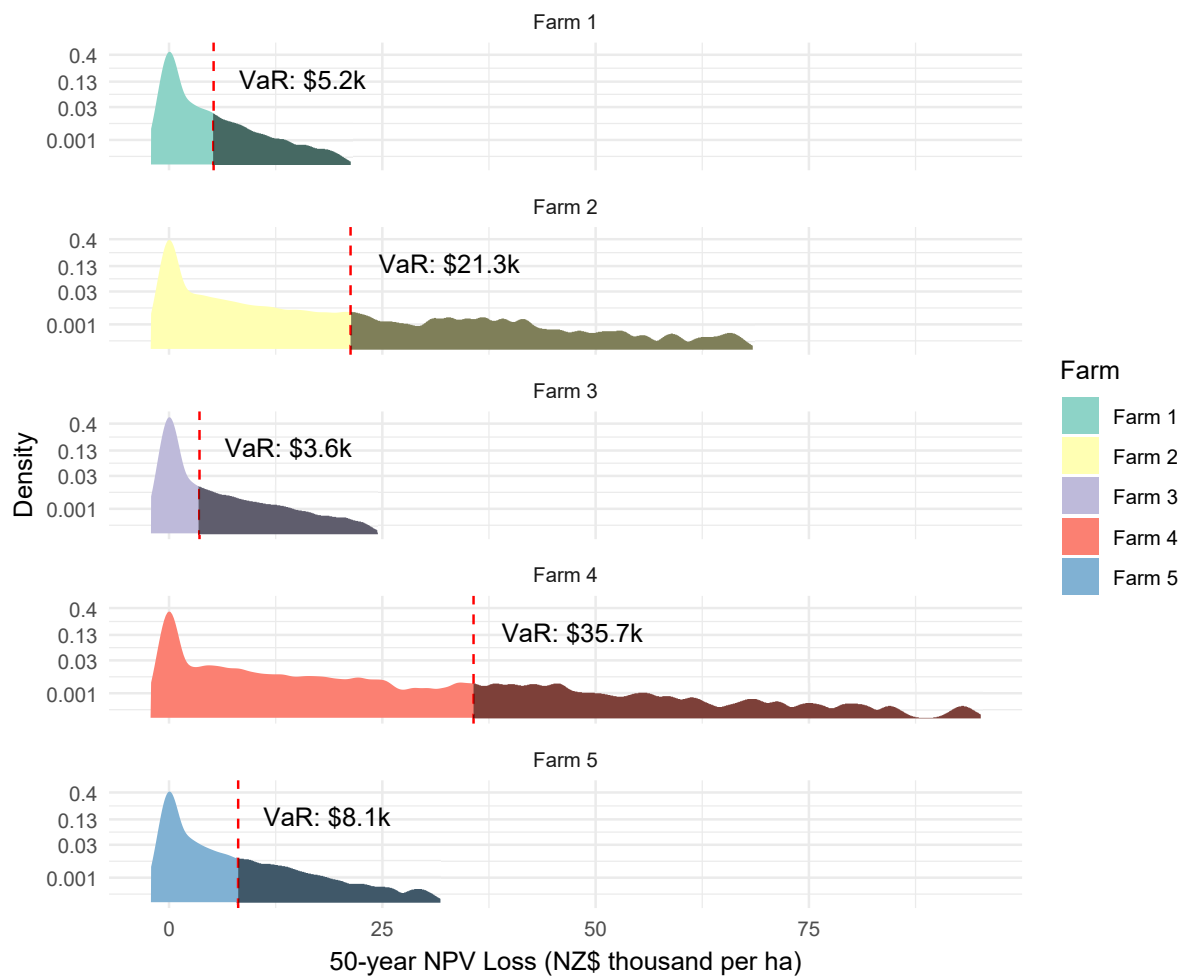 Farm 1
0.4
0.13
0.03
0.001
VaR: $5.2k
Farm 2
0.4
0.13
0.03
0.001
VaR: $21.3k
Farm 3
0.4
0.13
0.03
0.001
VaR: $3.6k
Farm 4
0.4
0.13
0.03
0.001
VaR: $35.7k
Farm 5
0.4
0.13
0.03
0.001
VaR: $8.1k
Density
0 25 50 75
50-year NPV Loss (NZ$ thousand per ha)
Farm
Farm 1
Farm 2
Farm 3
Farm 4
Farm 5